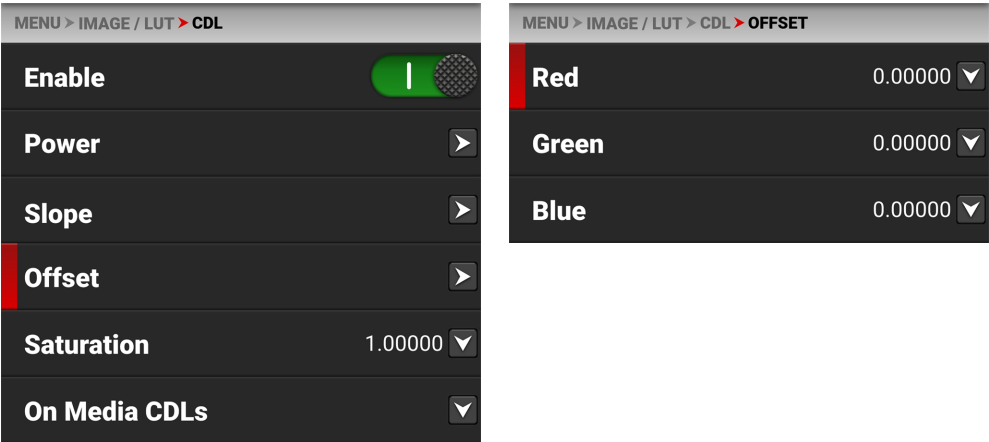 MENU > IMAGE / LUT > CDL
Enable
Power
Slope
Offset
Saturation 1.00000
On Media CDLs
MENU > IMAGE / LUT > CDL > OFFSET
Red 0.00000
Green 0.00000
Blue 0.00000